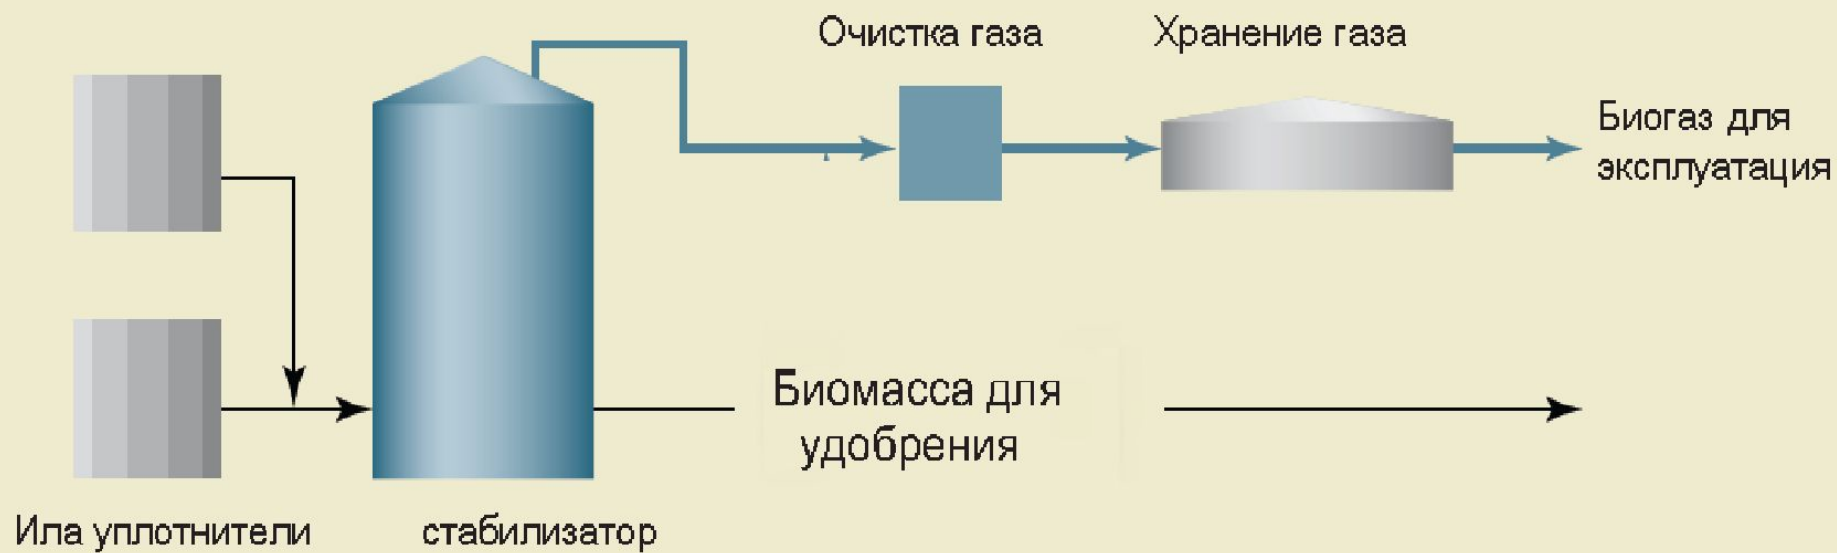 Очистка газа
Хранение газа
Биогаз для
эксплуатация
Биомасса для
удобрения
Ила уплотнители
стабилизатор